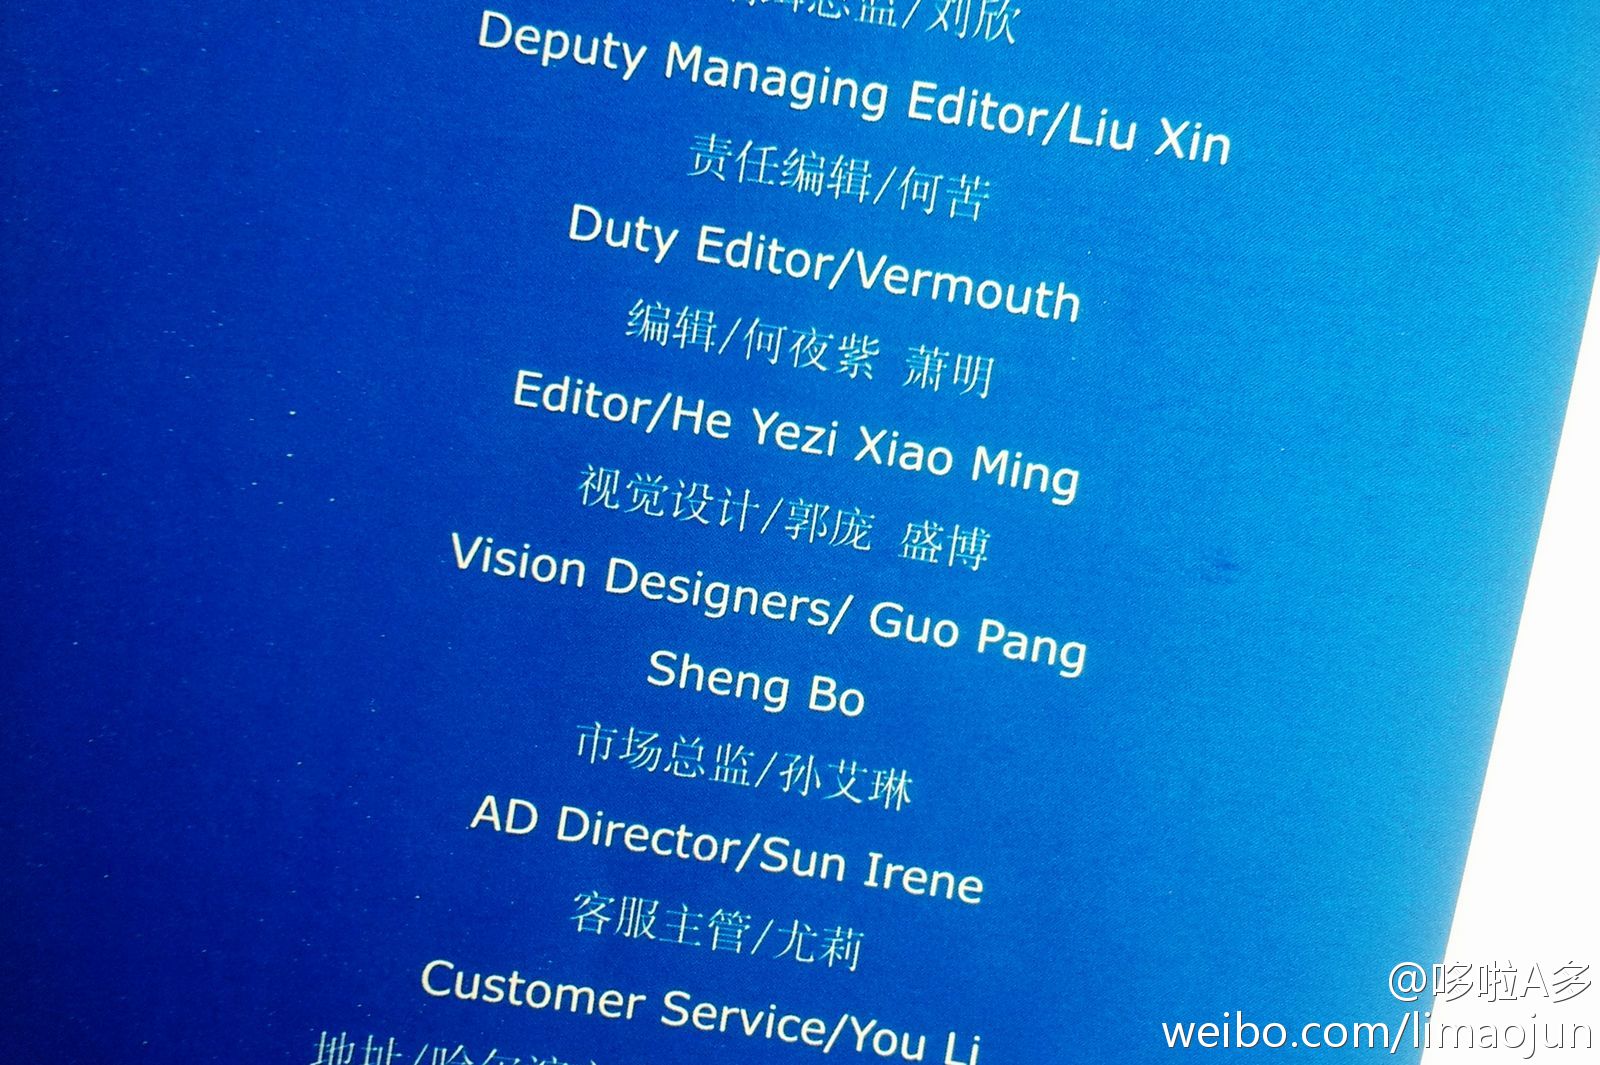 总监/刘欣
Deputy Managing Editor/Liu Xin
责任编辑/何苦
Duty Editor/Vermouth
编辑/何夜紫 萧明
Editor/He Yezi Xiao Ming
视觉设计/郭庞 盛博
Vision Designers/ Guo Pang
Sheng Bo
市场总监/孙艾琳
AD Director/Sun Irene
客服主管/尤莉
Customer Service/You Li
地址/哈尔滨
@哆啦A多
weibo.com/limaojun